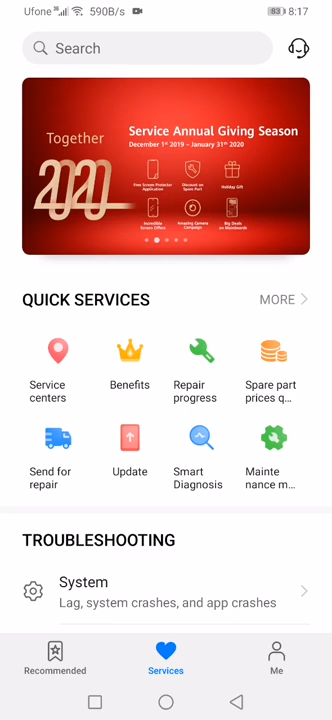 Ufone 590B/s 83 8:17
Search
Together
2020
Service Annual Giving Season
December 1st 2019 – January 31th 2020
Free Screen Protector
Application
Discount on
Spare Part
Holiday Gift
Incredible
Screen Offers
Amazing Camera
Campaign
Big Deals
on Mainboards
QUICK SERVICES MORE
Service
centers
Benefits
Repair
progress
Spare part
prices q...
Send for
repair
Update
Smart
Diagnosis
Mainte
nance m...
TROUBLESHOOTING
System
Lag, system crashes, and app crashes
Recommended
Services
Me